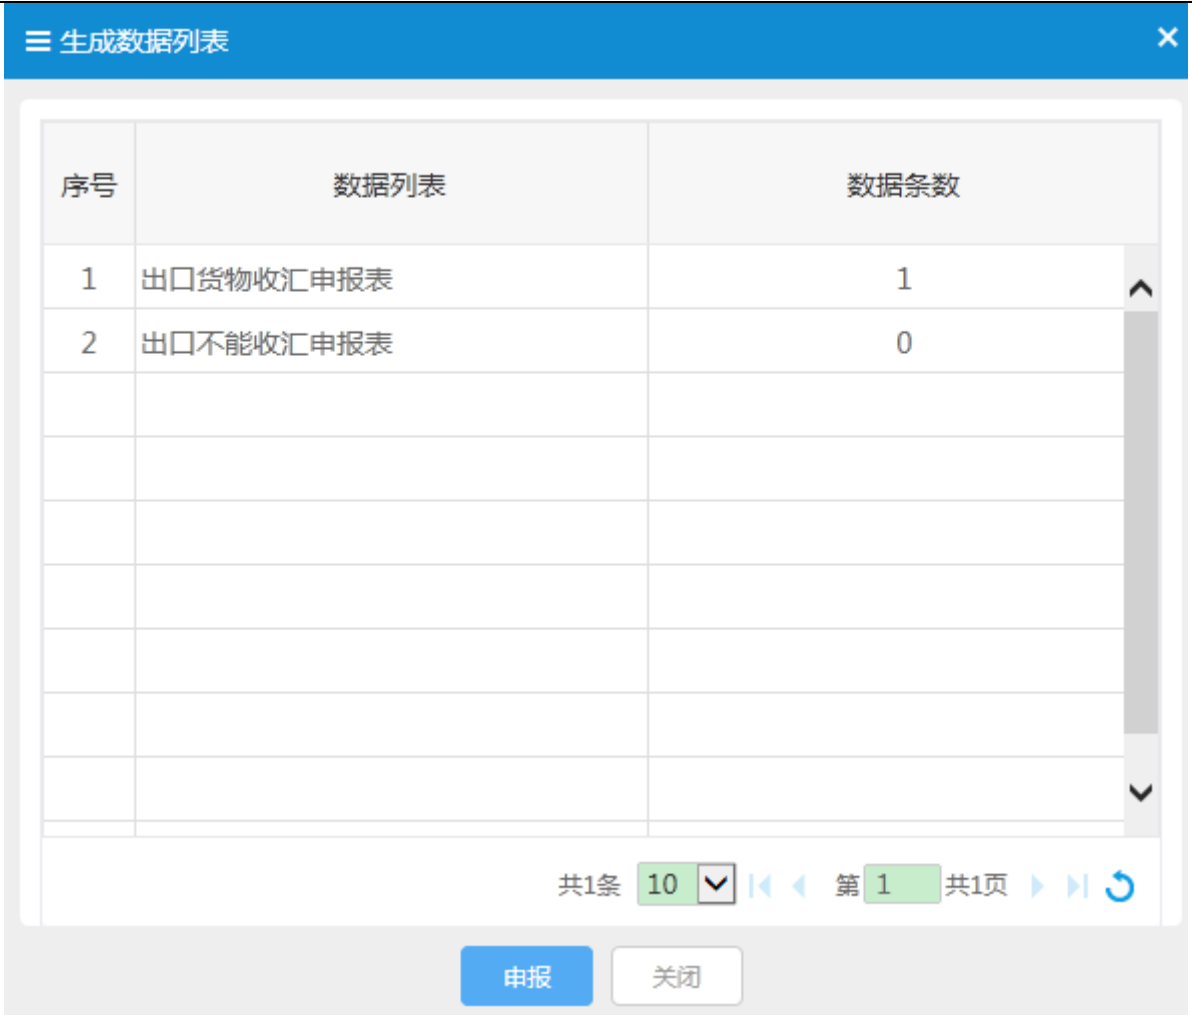 生成数据列表
序号 数据列表 数据条数
1 出口货物收汇申报表 1
2 出口不能收汇申报表 0
共1条 10 第 1 共1页
申报 关闭